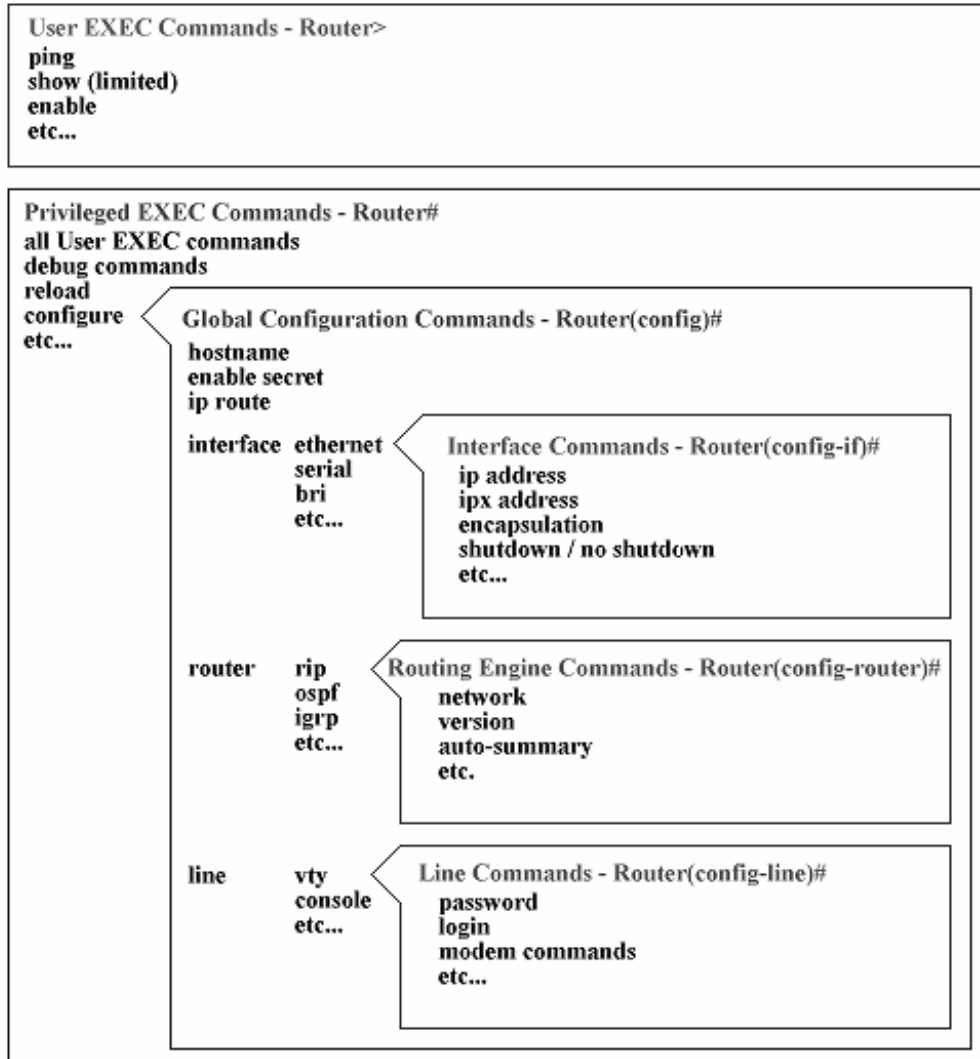 User EXEC Commands - Router>
ping
show (limited)
enable
etc...
Privileged EXEC Commands - Router#
all User EXEC commands
debug commands
reload
configure
etc...
Global Configuration Commands - Router(config)#
hostname
enable secret
ip route
interface ethernet
serial
bri
etc...
Interface Commands - Router(config-if)#
ip address
ipx address
encapsulation
shutdown / no shutdown
etc...
router rip
ospf
igrp
etc...
Routing Engine Commands - Router(config-router)#
network
version
auto-summary
etc.
line vty
console
etc...
Line Commands - Router(config-line)#
password
login
modem commands
etc...